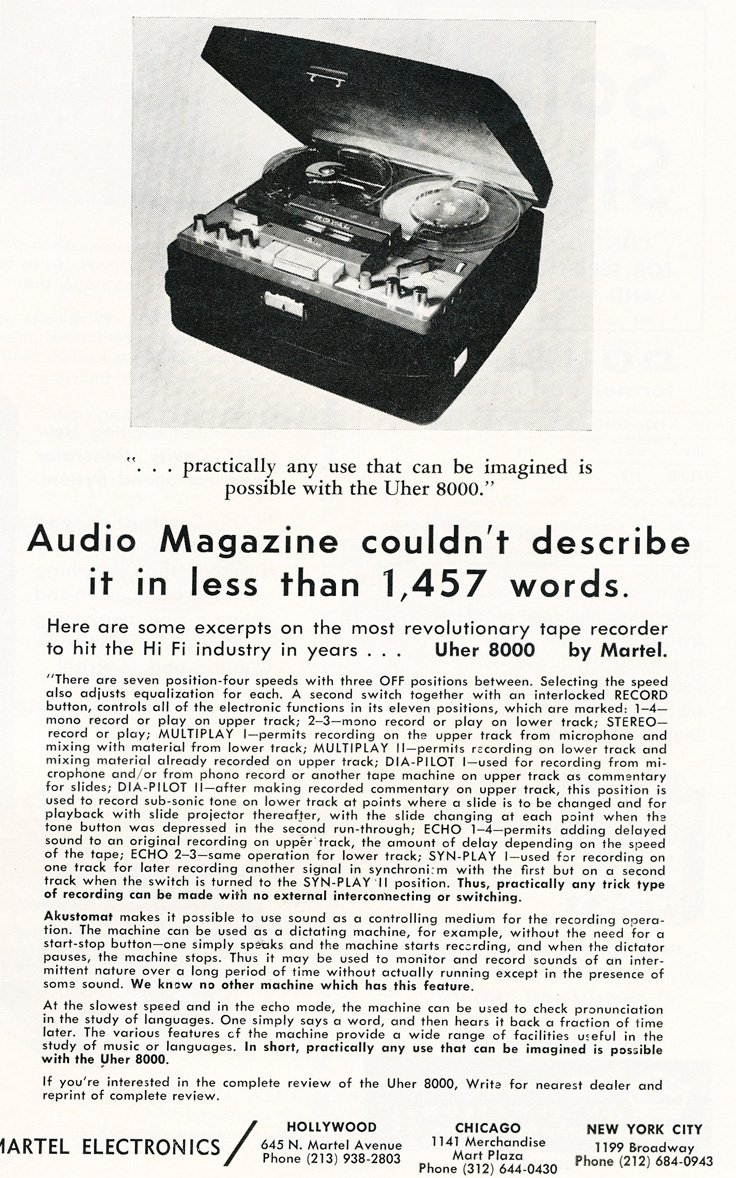 ROYAL
". . . practically any use that can be imagined is
possible with the Uher 8000."
Audio Magazine couldn't describe
it in less than 1,457 words.
Here are some excerpts on the most revolutionary tape recorder
to hit the Hi Fi industry in years . . . Uher 8000 by Martel.
"There are seven position-four speeds with three OFF positions between. Selecting the speed
also adjusts equalization for each. A second switch together with an interlocked RECORD
button, controls all of the electronic functions in its eleven positions, which are marked: 1-4—
mono record or play on upper track; 2-3—mono record or play on lower track; STEREO—
record or play; MULTIPLAY I—permits recording on the upper track from microphone and
mixing with material from lower track; MULTIPLAY II—permits recording on lower track and
mixing material already recorded on upper track; DIA-PILOT I—used for recording from mi-
crophone and/or from phono record or another tape machine on upper track as commentary
for slides; DIA-PILOT II—after making recorded commentary on upper track, this position is
used to record sub-sonic tone on lower track at points where a slide is to be changed and for
playback with slide projector thereafter, with the slide changing at each point when the
tone button was depressed in the second run-through; ECHO 1-4—permits adding delayed
sound to an original recording on upper track, the amount of delay depending on the speed
of the tape; ECHO 2-3—same operation for lower track; SYN-PLAY I—used for recording on
one track for later recording another signal in synchronism with the first but on a second
track when the switch is turned to the SYN-PLAY II position. Thus, practically any trick type
of recording can be made with no external interconnecting or switching.
Akustomat makes it possible to use sound as a controlling medium for the recording opera-
tion. The machine can be used as a dictating machine, for example, without the need for a
start-stop button—one simply speaks and the machine starts recording, and when the dictator
pauses, the machine stops. Thus it may be used to monitor and record sounds of an inter-
mittent nature over a long period of time without actually running except in the presence of
some sound. We know no other machine which has this feature.
At the slowest speed and in the echo mode, the machine can be used to check pronunciation
in the study of languages. One simply says a word, and then hears it back a fraction of time
later. The various features of the machine provide a wide range of facilities useful in the
study of music or languages. In short, practically any use that can be imagined is possible
with the Uher 8000.
If you're interested in the complete review of the Uher 8000, Write for nearest dealer and
reprint of complete review.
MARTEL ELECTRONICS
HOLLYWOOD
645 N. Martel Avenue
Phone (213) 938-2803
CHICAGO
1141 Merchandise
Mart Plaza
Phone (312) 644-0430
NEW YORK CITY
1199 Broadway
Phone (212) 684-0943